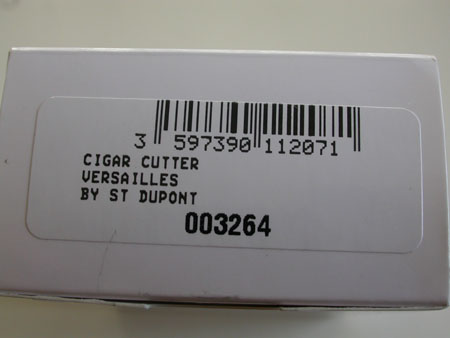 3 597390 112071
CIGAR CUTTER
VERSAILLES
BY ST DUPONT
003264